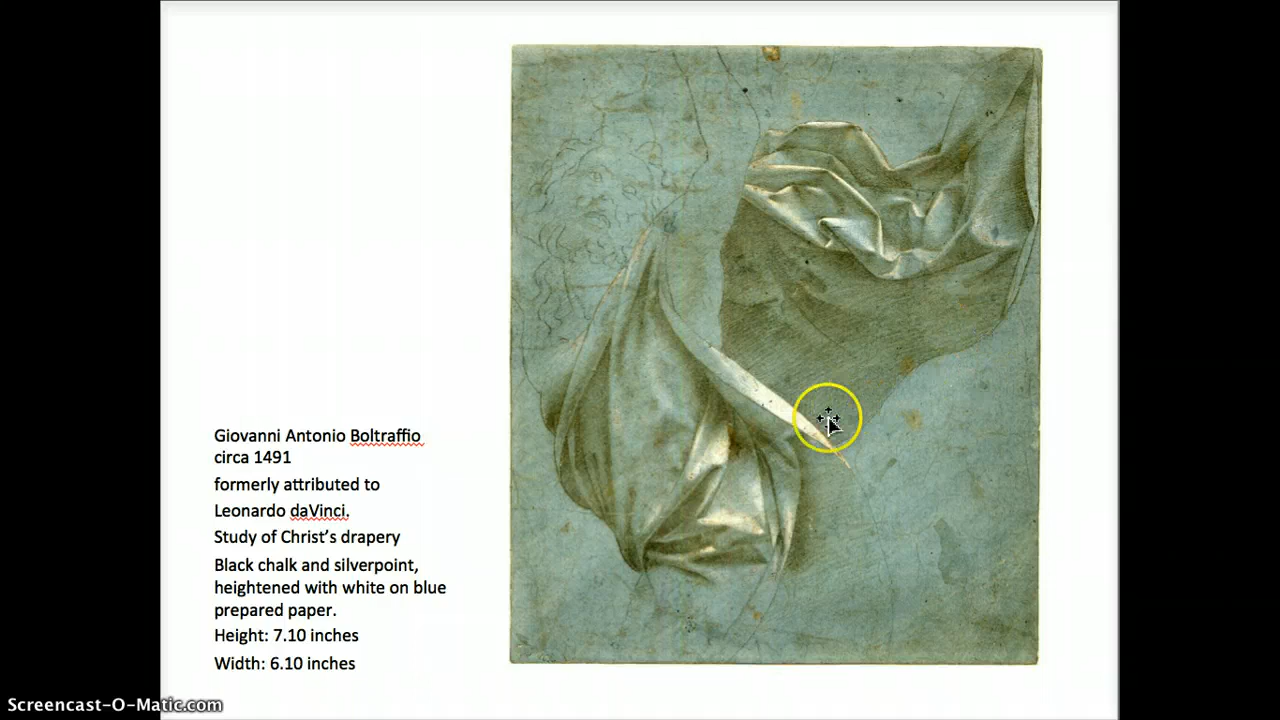 Giovanni Antonio Boltraffio
circa 1491
formerly attributed to
Leonardo daVinci.
Study of Christ's drapery
Black chalk and silverpoint,
heightened with white on blue
prepared paper.
Height: 7.10 inches
Width: 6.10 inches
Screencast-O-Matic.com